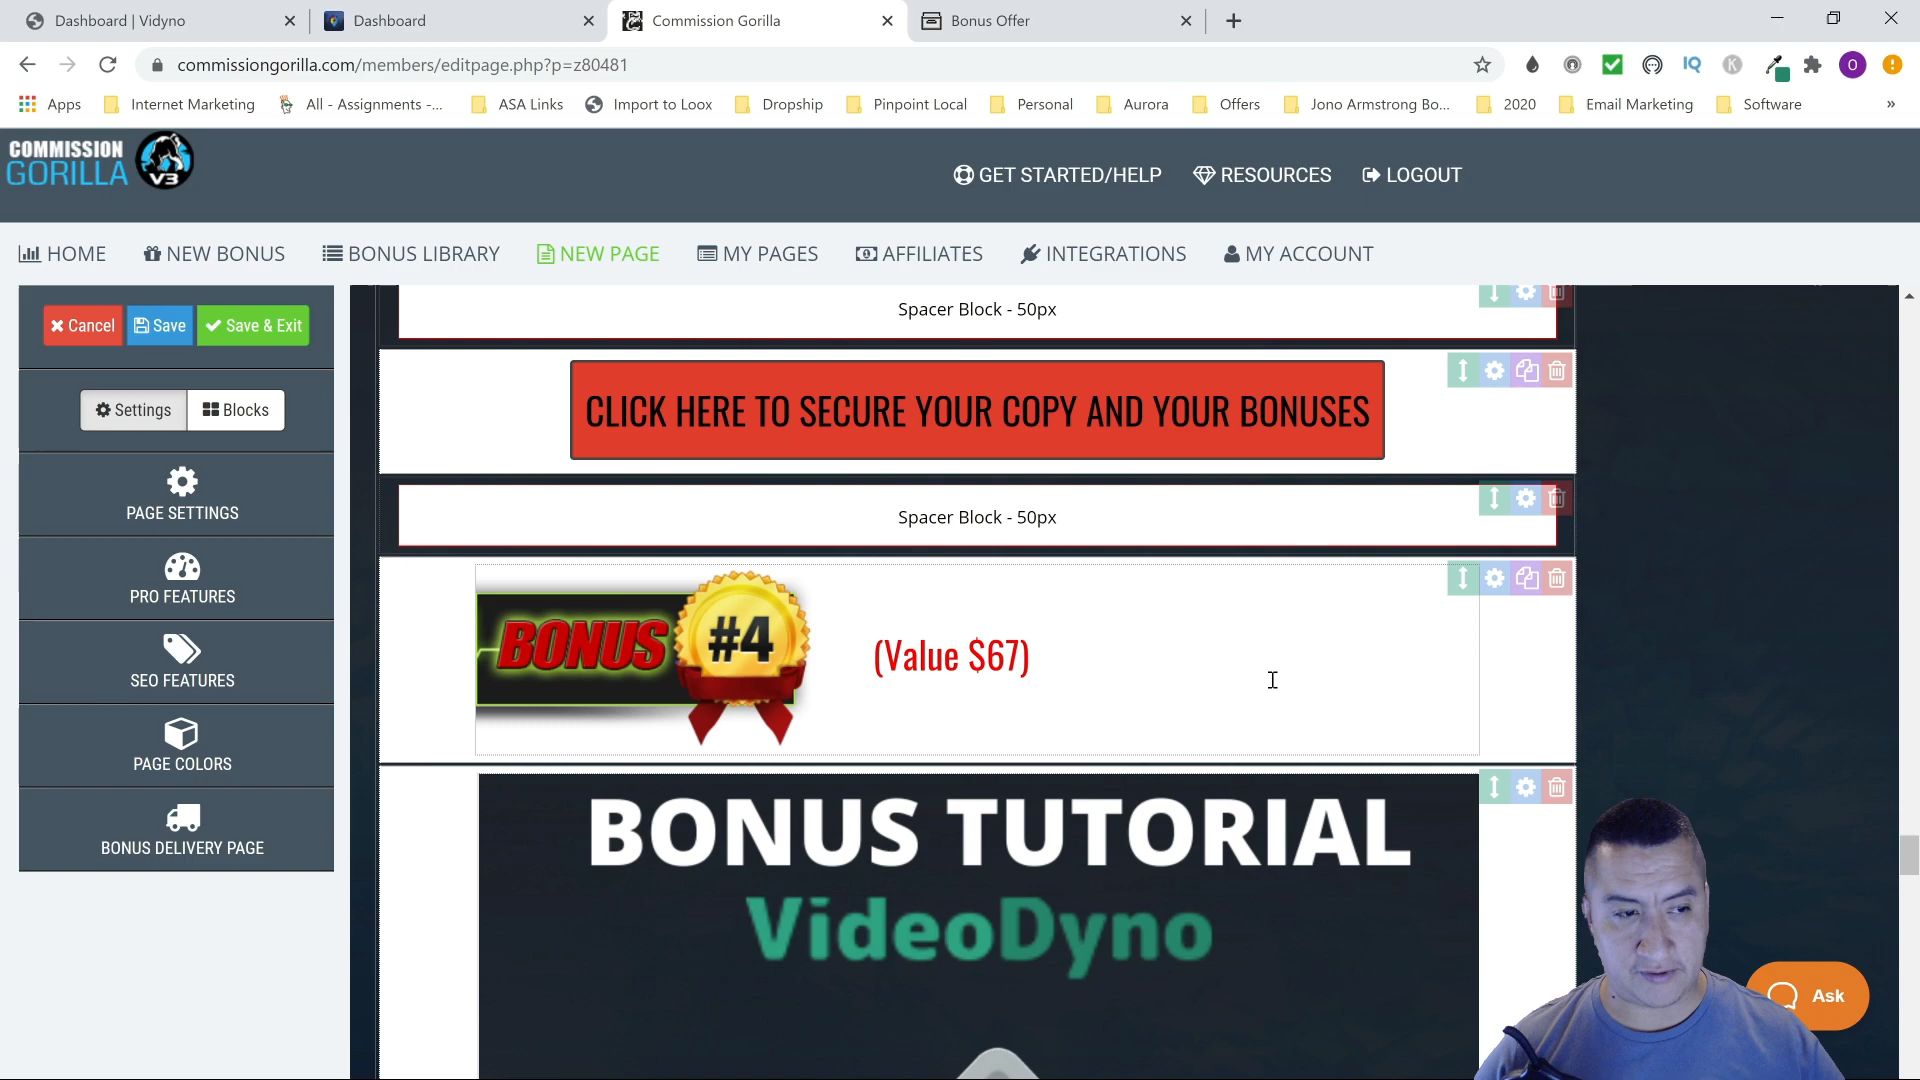 Dashboard | Vidyno
Dashboard
Commission Gorilla
Bonus Offer
commissiongorilla.com/members/editpage.php?p=z80481
IQ
K
O
Apps
Internet Marketing
All - Assignments -...
ASA Links
Import to Loox
Dropship
Pinpoint Local
Personal
Aurora
Offers
Jono Armstrong Bo...
2020
Email Marketing
Software
»
COMMISSION
GORILLA
V3
GET STARTED/HELP
RESOURCES
LOGOUT
HOME
NEW BONUS
BONUS LIBRARY
NEW PAGE
MY PAGES
AFFILIATES
INTEGRATIONS
MY ACCOUNT
Cancel
Save
Save & Exit
Settings
Blocks
PAGE SETTINGS
PRO FEATURES
SEO FEATURES
PAGE COLORS
BONUS DELIVERY PAGE
Spacer Block - 50px
CLICK HERE TO SECURE YOUR COPY AND YOUR BONUSES
Spacer Block - 50px
BONUS #4
(Value $67)
BONUS TUTORIAL
VideoDyno
Ask